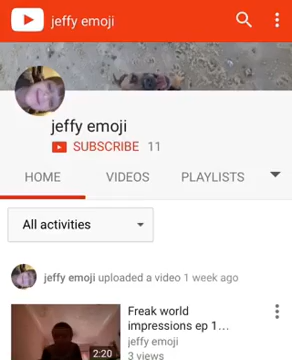 jeffy emoji
jeffy emoji
SUBSCRIBE 11
HOME VIDEOS PLAYLISTS
All activities
jeffy emoji uploaded a video 1 week ago
Freak world
impressions ep 1...
jeffy emoji
2:20 3 views